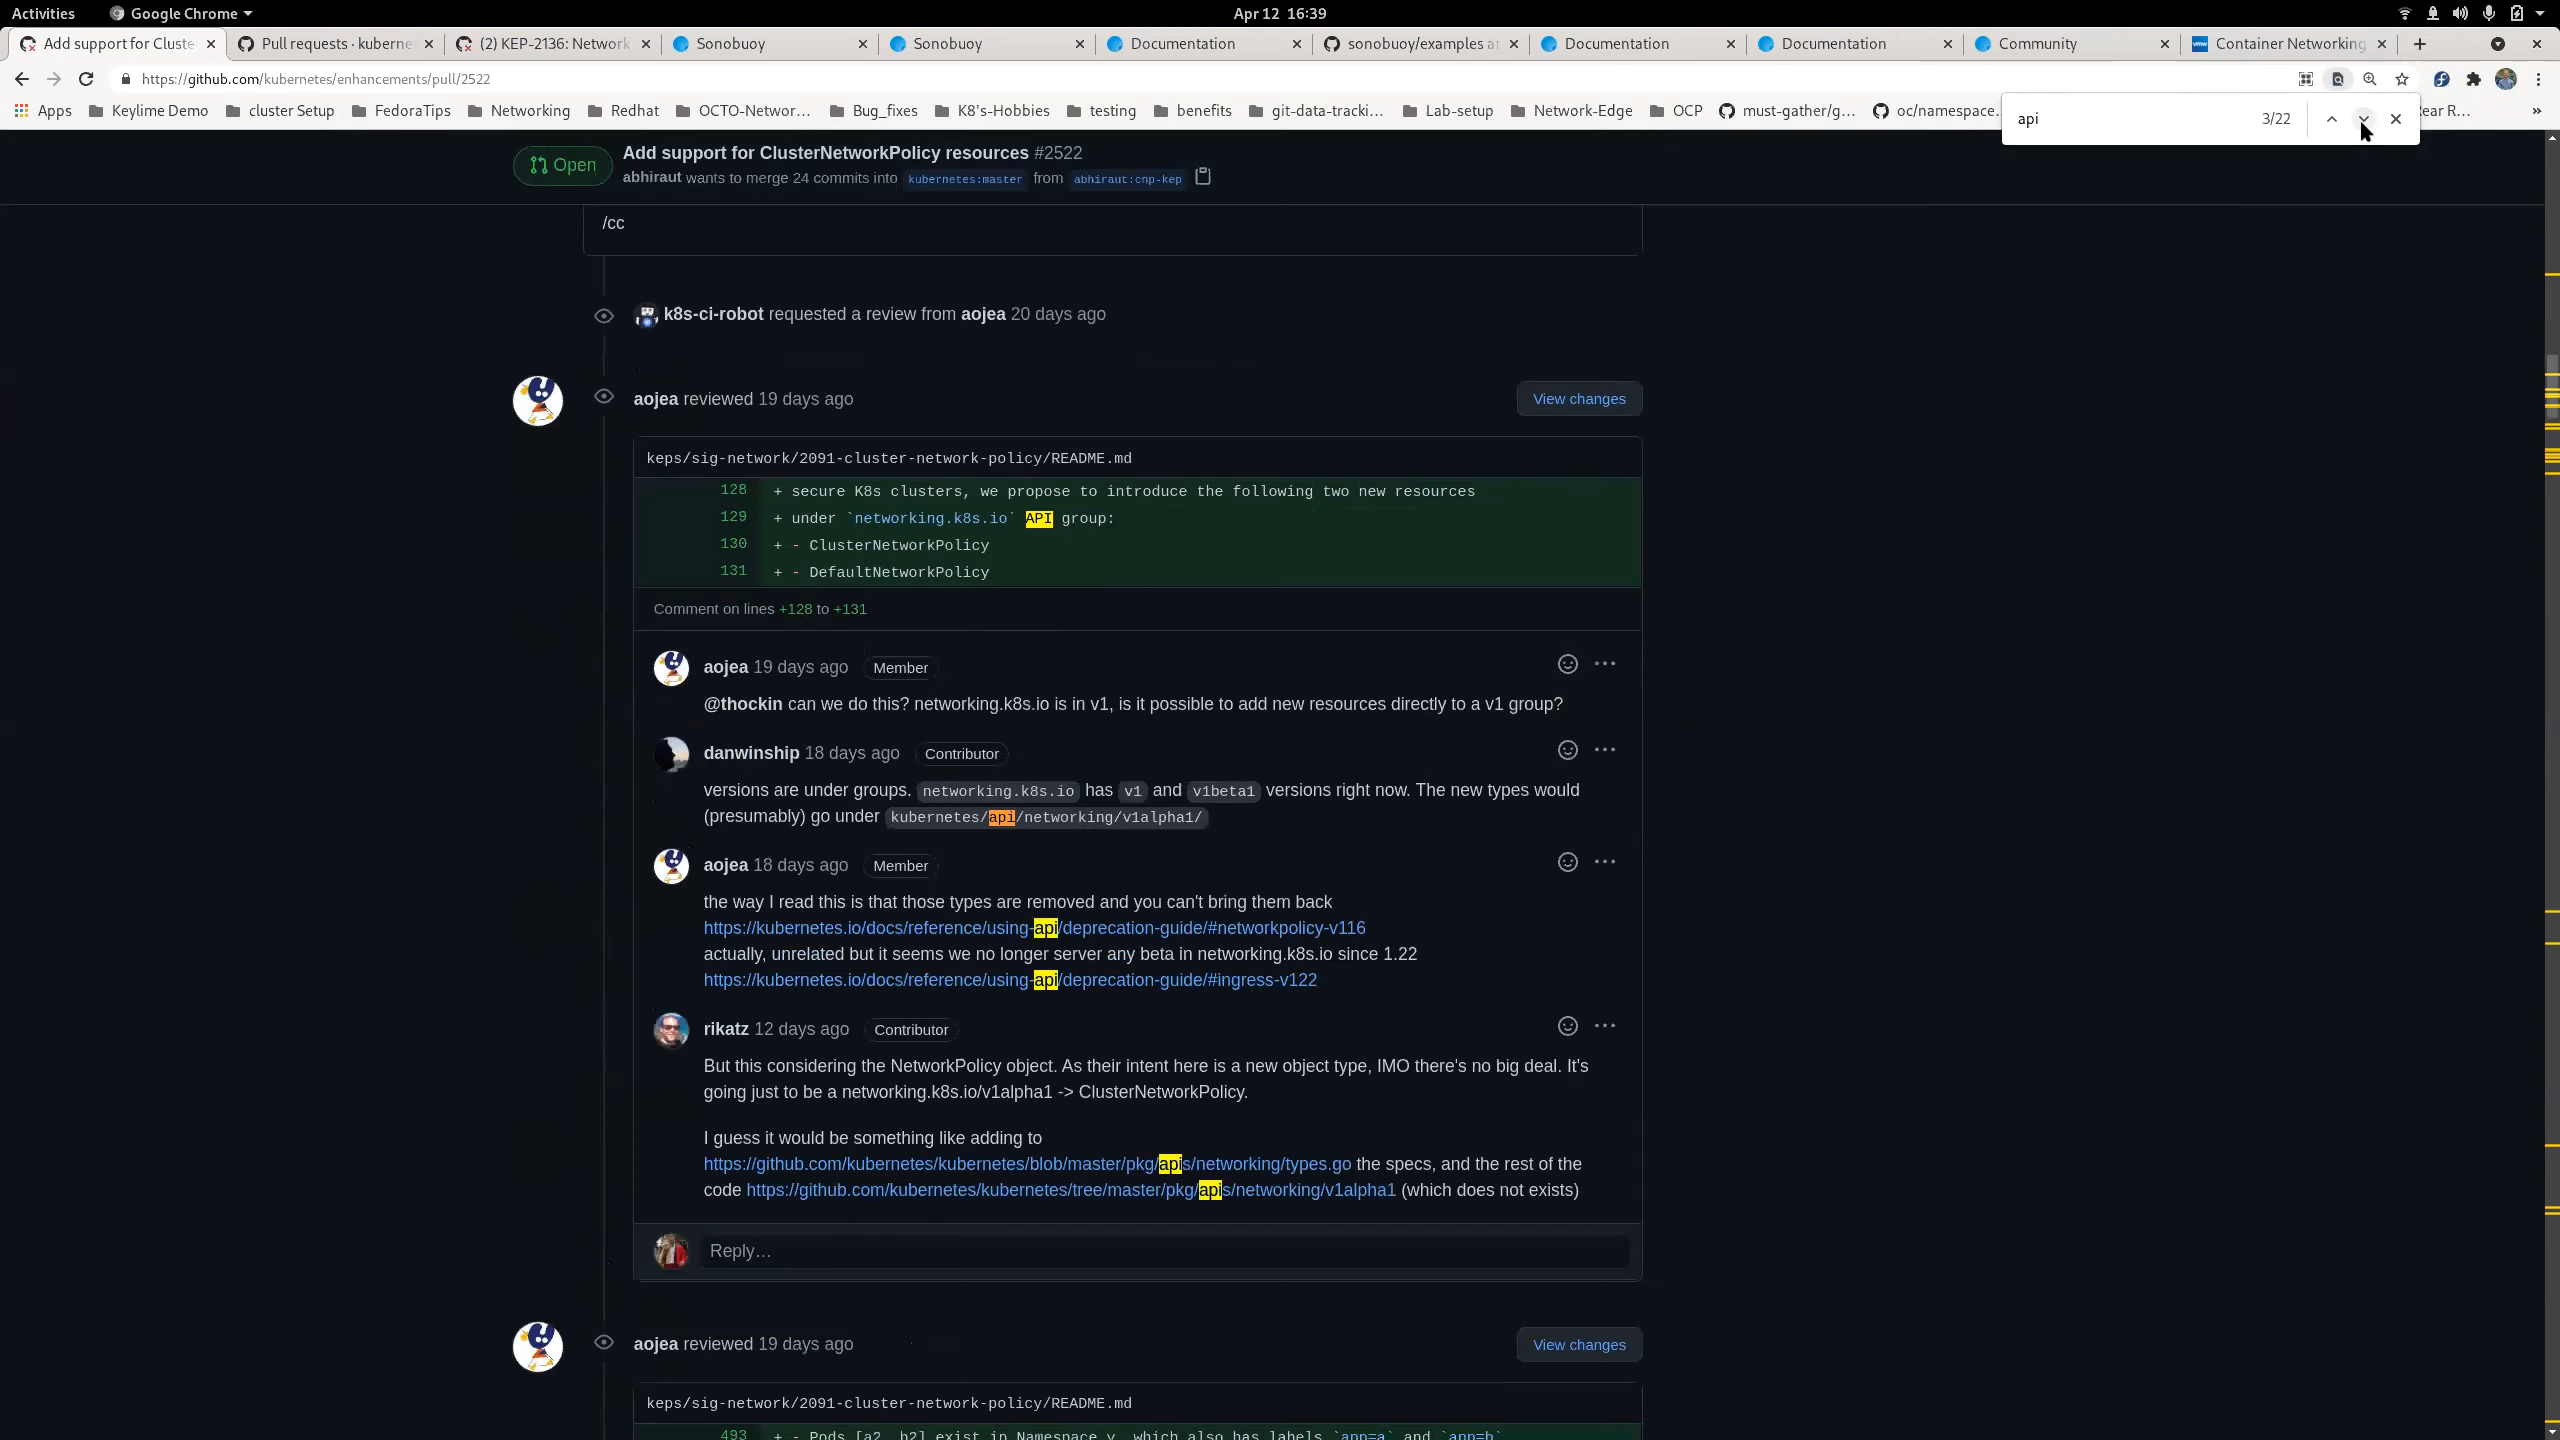 Activities
Google Chrome
Apr 12 16:39
Add support for Cluste
Pull requests · kuberne
(2) KEP-2136: Network
Sonobuoy
Sonobuoy
Documentation
sonobuoy/examples at
Documentation
Documentation
Community
vmw
Container Networking
https://github.com/kubernetes/enhancements/pull/2522
Apps
Keylime Demo
cluster Setup
FedoraTips
Networking
Redhat
OCTO-Networ...
Bug_fixes
K8's-Hobbies
testing
benefits
git-data-tracki...
Lab-setup
Network-Edge
OCP
must-gather/g...
oc/namespace.
ear R...
»
api
3/22
Open
Add support for ClusterNetworkPolicy resources #2522
abhiraut wants to merge 24 commits into kubernetes:master from abhiraut:cnp-kep
/cc
k8s-ci-robot requested a review from aojea 20 days ago
aojea reviewed 19 days ago
View changes
keps/sig-network/2091-cluster-network-policy/README.md
128 + secure K8s clusters, we propose to introduce the following two new resources
129 + under `networking.k8s.io` API group:
130 + - ClusterNetworkPolicy
131 + - DefaultNetworkPolicy
Comment on lines +128 to +131
aojea 19 days ago Member
@thockin can we do this? networking.k8s.io is in v1, is it possible to add new resources directly to a v1 group?
danwinship 18 days ago Contributor
versions are under groups. networking.k8s.io has v1 and v1beta1 versions right now. The new types would
(presumably) go under kubernetes/api/networking/v1alpha1/
aojea 18 days ago Member
the way I read this is that those types are removed and you can't bring them back
https://kubernetes.io/docs/reference/using-api/deprecation-guide/#networkpolicy-v116
actually, unrelated but it seems we no longer server any beta in networking.k8s.io since 1.22
https://kubernetes.io/docs/reference/using-api/deprecation-guide/#ingress-v122
rikatz 12 days ago Contributor
But this considering the NetworkPolicy object. As their intent here is a new object type, IMO there's no big deal. It's
going just to be a networking.k8s.io/v1alpha1 -> ClusterNetworkPolicy.
I guess it would be something like adding to
https://github.com/kubernetes/kubernetes/blob/master/pkg/apis/networking/types.go the specs, and the rest of the
code https://github.com/kubernetes/kubernetes/tree/master/pkg/apis/networking/v1alpha1 (which does not exists)
Reply...
aojea reviewed 19 days ago
View changes
keps/sig-network/2091-cluster-network-policy/README.md
493 + - Pods [a2, b2] exist in Namespace y, which also has labels `app=a` and `app=b`